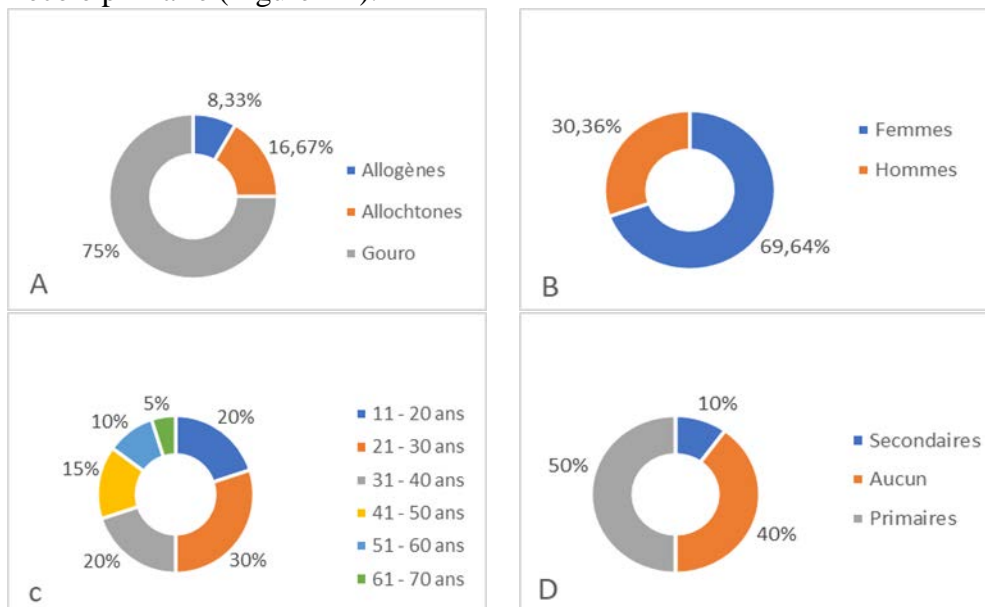 8,33%
16,67%
75%
Allogènes
Allochtones
Gouro
A
30,36%
69,64%
Femmes
Hommes
B
5%
10%
20%
15%
20%
30%
11 - 20 ans
21 - 30 ans
31 - 40 ans
41 - 50 ans
51 - 60 ans
61 - 70 ans
c
10%
50%
40%
Secondaires
Aucun
Primaires
D